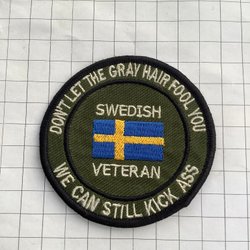 DON'T LET THE GRAY HAIR FOOL YOU
SWEDISH
VETERAN
WE CAN STILL KICK ASS